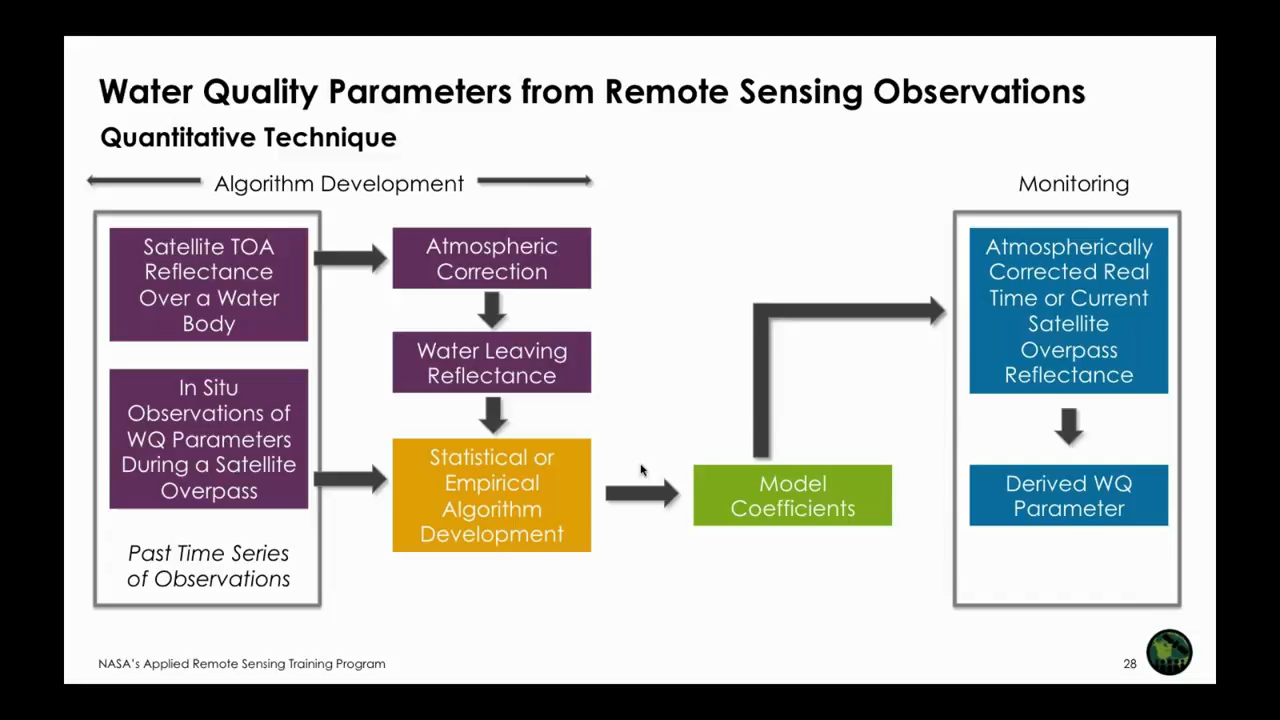 Water Quality Parameters from Remote Sensing Observations
Quantitative Technique
Algorithm Development
Monitoring
Satellite TOA
Reflectance
Over a Water
Body
In Situ
Observations of
WQ Parameters
During a Satellite
Overpass
Past Time Series
of Observations
Atmospheric
Correction
Water Leaving
Reflectance
Statistical or
Empirical
Algorithm
Development
Model
Coefficients
Atmospherically
Corrected Real
Time or Current
Satellite
Overpass
Reflectance
Derived WQ
Parameter
NASA's Applied Remote Sensing Training Program
28